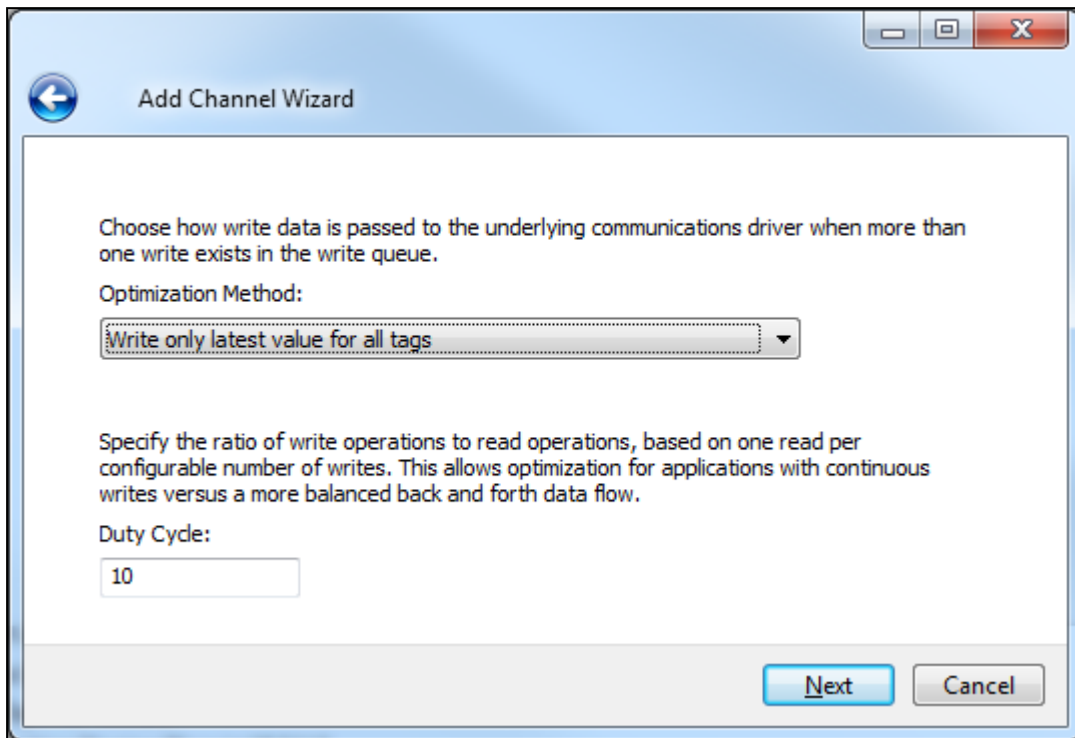 Add Channel Wizard
Choose how write data is passed to the underlying communications driver when more than
one write exists in the write queue.
Optimization Method:
Write only latest value for all tags
Specify the ratio of write operations to read operations, based on one read per
configurable number of writes. This allows optimization for applications with continuous
writes versus a more balanced back and forth data flow.
Duty Cycle:
10
Next
Cancel